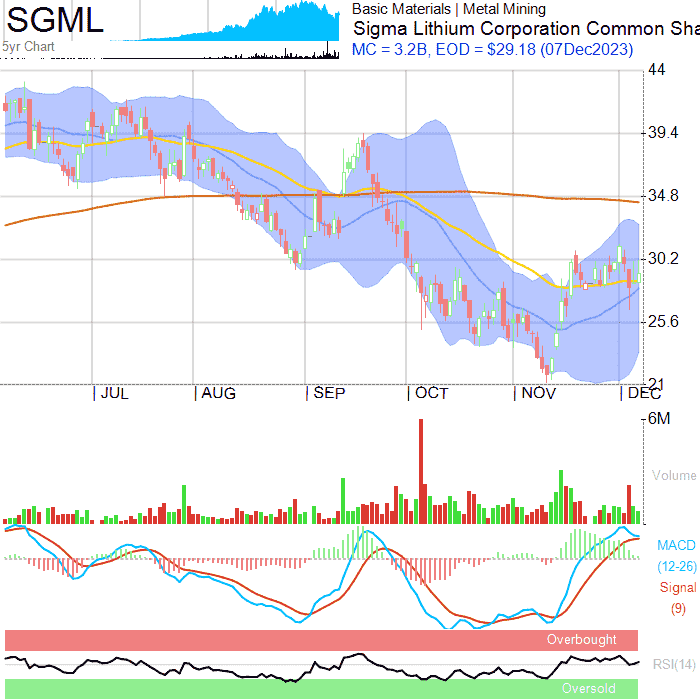 SGML
5yr Chart
Basic Materials | Metal Mining
Sigma Lithium Corporation Common Sha
MC = 3.2B, EOD = $29.18 (07Dec2023)
44
39.4
34.8
30.2
25.6
21
JUL AUG SEP OCT NOV DEC
6M
Volume
MACD
(12-26)
Signal
(9)
Overbought
RSI(14)
Oversold